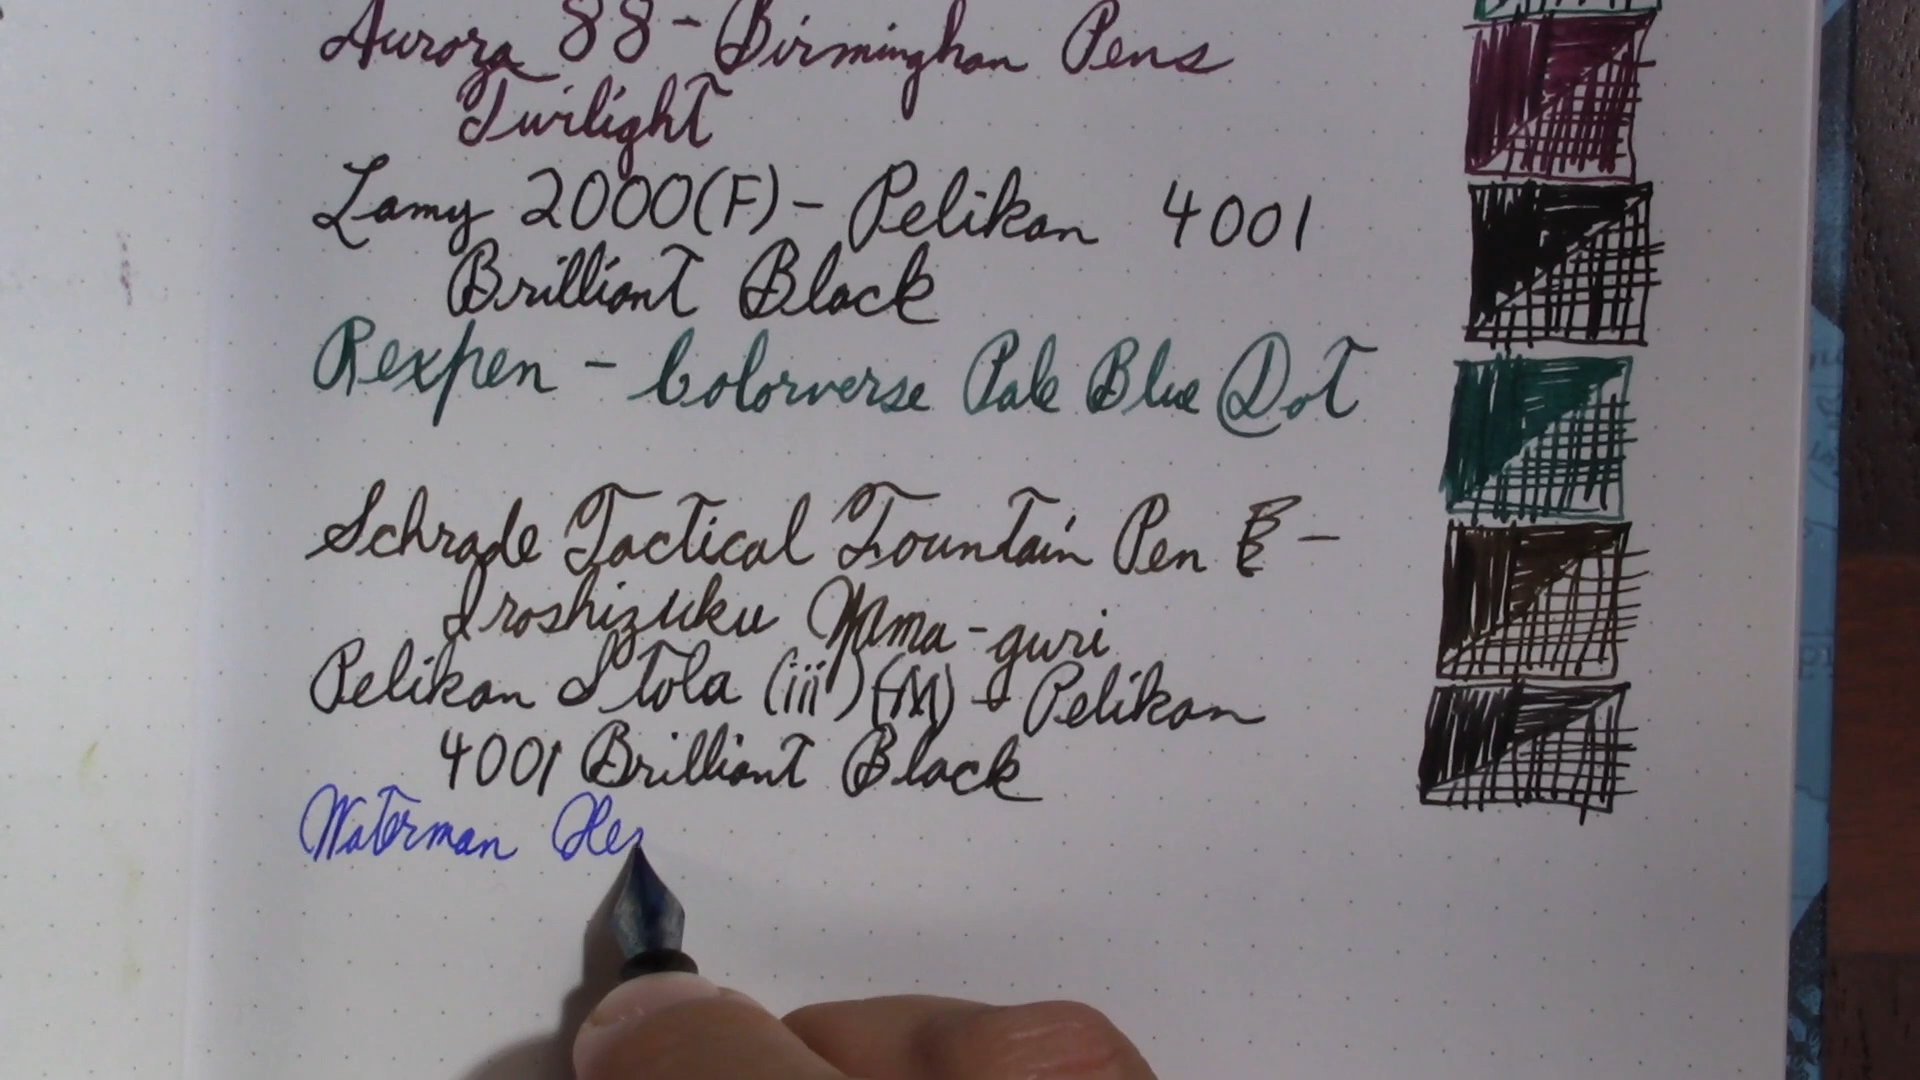 Aurora 88 - Birmingham Pens
Twilight
Lamy 2000 (F) - Pelikan 4001
Brilliant Black
Rexpen - Colorverse Pale Blue Dot
Schrade Tactical Fountain Pen E -
Iroshizuku Yama-guri
Pelikan Stola (iii) (M) - Pelikan
4001 Brilliant Black
Waterman He